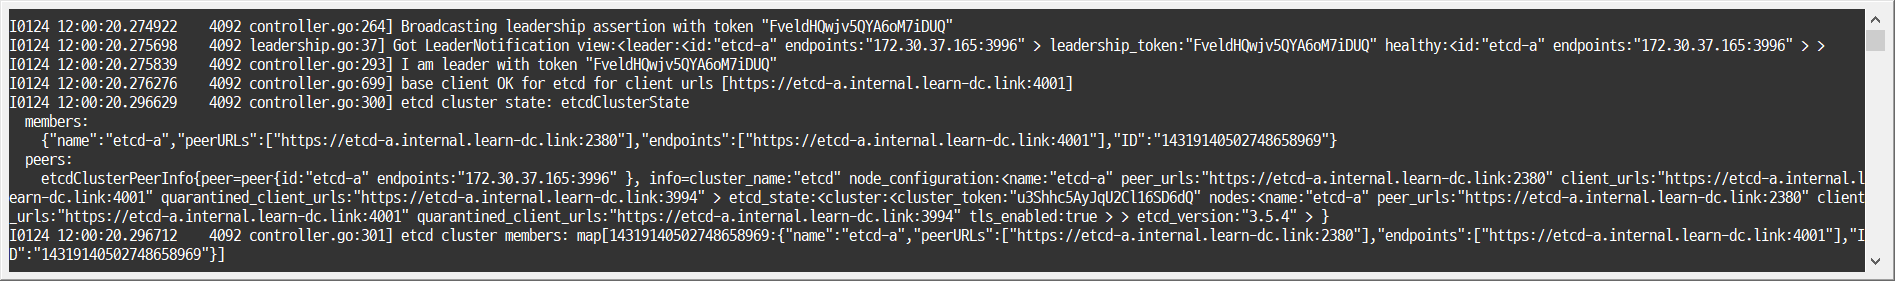 I0124 12:00:20.274922    4092 controller.go:264] Broadcasting leadership assertion with token "FveldHQwjv5QYA6oM7iDUQ"
I0124 12:00:20.275698    4092 leadership.go:37] Got LeaderNotification view:<leader:<id:"etcd-a" endpoints:"172.30.37.165:3996" > leadership_token:"FveldHQwjv5QYA6oM7iDUQ" healthy:<id:"etcd-a" endpoints:"172.30.37.165:3996" > >
I0124 12:00:20.275839    4092 controller.go:293] I am leader with token "FveldHQwjv5QYA6oM7iDUQ"
I0124 12:00:20.276276    4092 controller.go:699] base client OK for etcd for client urls [https://etcd-a.internal.learn-dc.link:4001]
I0124 12:00:20.296629    4092 controller.go:300] etcd cluster state: etcdClusterState
  members:
    {"name":"etcd-a","peerURLs":["https://etcd-a.internal.learn-dc.link:2380"],"endpoints":["https://etcd-a.internal.learn-dc.link:4001"],"ID":"14319140502748658969"}
  peers:
    etcdClusterPeerInfo{peer=peer{id:"etcd-a" endpoints:"172.30.37.165:3996" }, info=cluster_name:"etcd" node_configuration:<name:"etcd-a" peer_urls:"https://etcd-a.internal.learn-dc.link:2380" client_urls:"https://etcd-a.internal.l
earn-dc.link:4001" quarantined_client_urls:"https://etcd-a.internal.learn-dc.link:3994" > etcd_state:<cluster:<cluster_token:"u3Shhc5AyJqU2Cl16SD6dQ" nodes:<name:"etcd-a" peer_urls:"https://etcd-a.internal.learn-dc.link:2380" client
_urls:"https://etcd-a.internal.learn-dc.link:4001" quarantined_client_urls:"https://etcd-a.internal.learn-dc.link:3994" tls_enabled:true > > etcd_version:"3.5.4" > }
I0124 12:00:20.296712    4092 controller.go:301] etcd cluster members: map[14319140502748658969:{"name":"etcd-a","peerURLs":["https://etcd-a.internal.learn-dc.link:2380"],"endpoints":["https://etcd-a.internal.learn-dc.link:4001"],"I
D":"14319140502748658969"}]